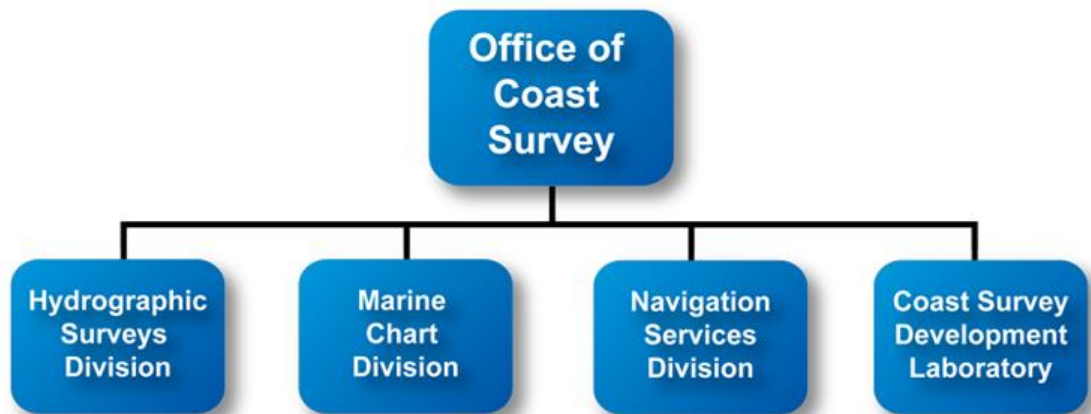 Office of
Coast
Survey
Hydrographic
Surveys
Division
Marine
Chart
Division
Navigation
Services
Division
Coast Survey
Development
Laboratory